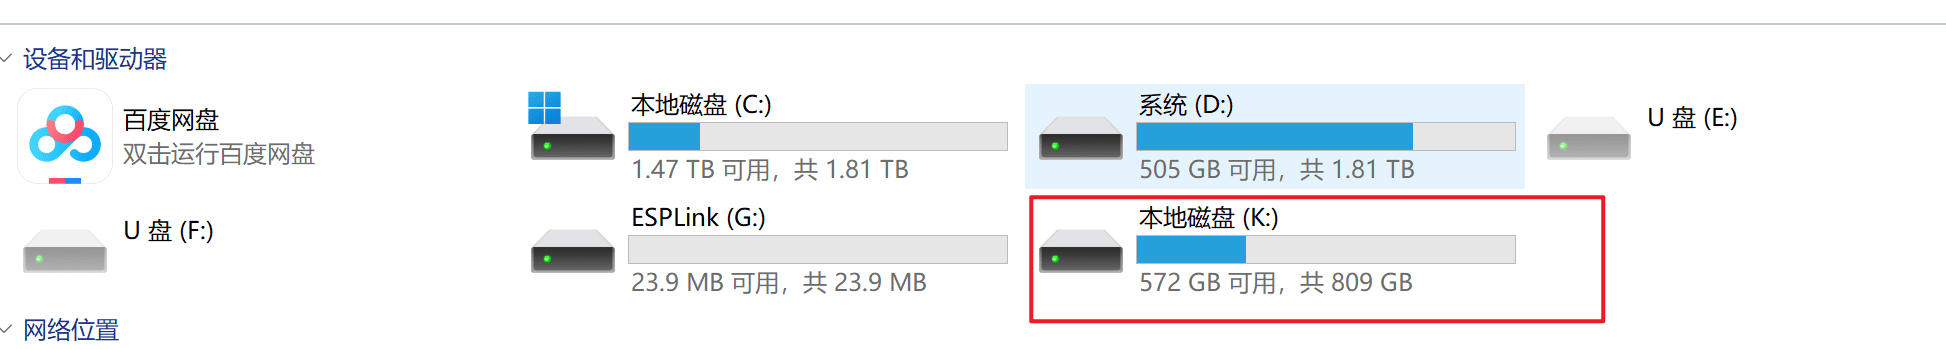 设备和驱动器
百度网盘
双击运行百度网盘
本地磁盘 (C:)
1.47 TB 可用，共 1.81 TB
系统 (D:)
505 GB 可用，共 1.81 TB
U 盘 (E:)
U 盘 (F:)
ESPLink (G:)
23.9 MB 可用，共 23.9 MB
本地磁盘 (K:)
572 GB 可用，共 809 GB
网络位置